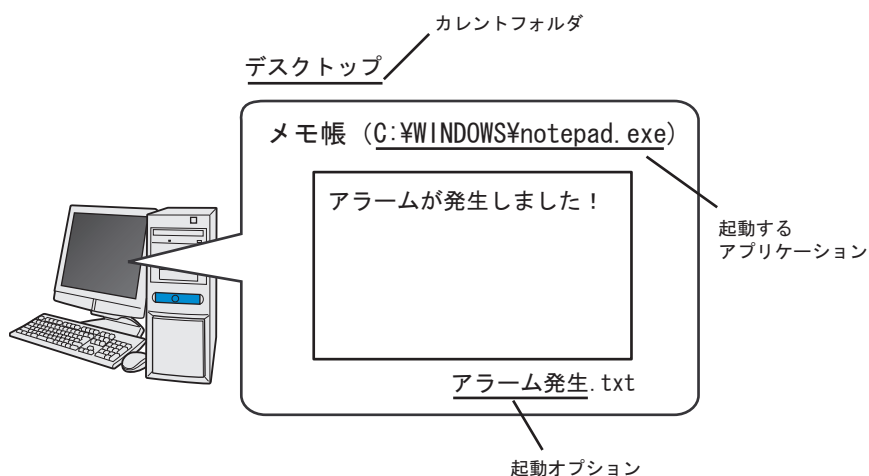 カレントフォルダ
デスクトップ
メモ帳（C:¥WINDOWS¥notepad.exe）
アラームが発生しました！
起動する
アプリケーション
アラーム発生.txt
起動オプション